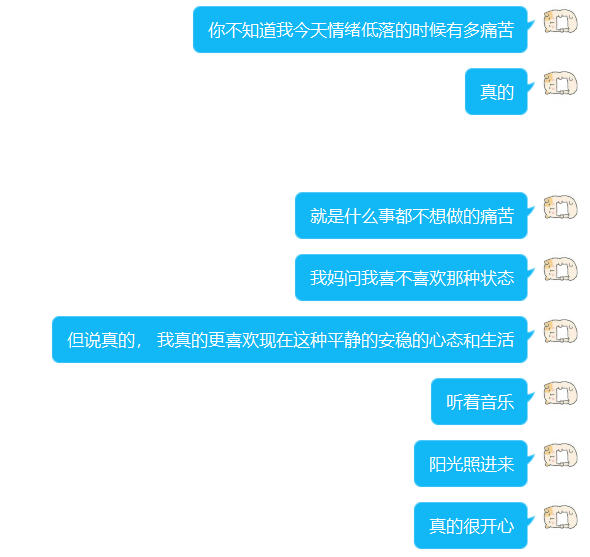 你不知道我今天情绪低落的时候有多痛苦
真的
就是什么事都不想做的痛苦
我妈问我喜不喜欢那种状态
但说真的， 我真的更喜欢现在这种平静的安稳的心态和生活
听着音乐
阳光照进来
真的很开心